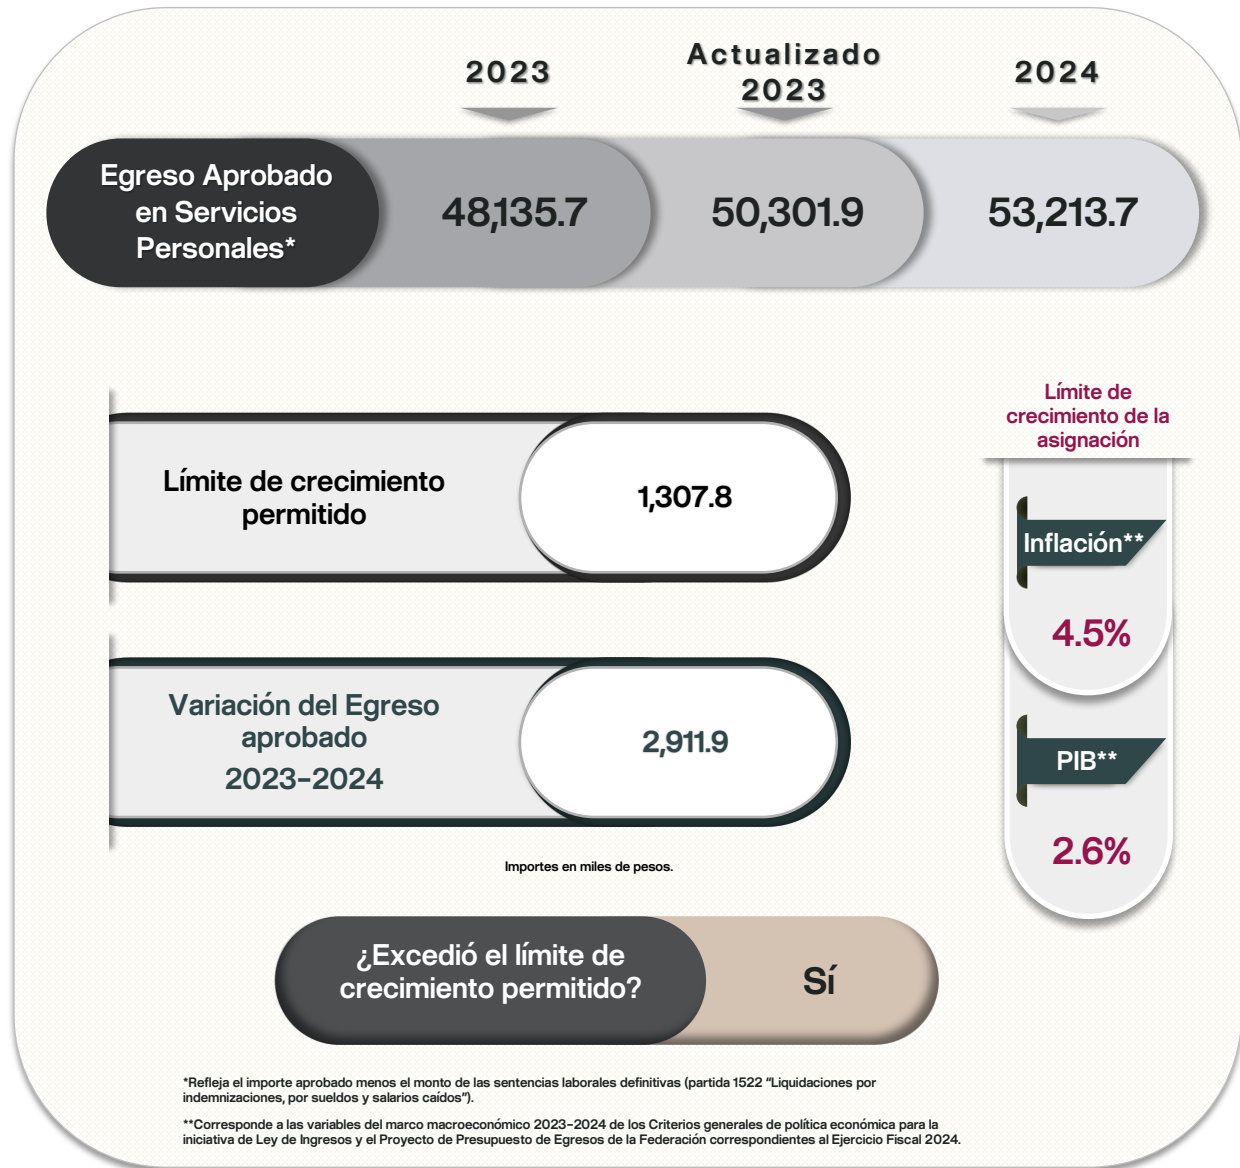 2023
Actualizado
2023
2024
Egreso Aprobado
en Servicios
Personales*
48,135.7
50,301.9
53,213.7
Límite de crecimiento
permitido
1,307.8
Variación del Egreso
aprobado
2023-2024
2,911.9
Importes en miles de pesos.
Límite de
crecimiento de la
asignación
Inflación**
4.5%
PIB**
2.6%
¿Excedió el límite de
crecimiento permitido?
Sí
*Refleja el importe aprobado menos el monto de las sentencias laborales definitivas (partida 1522 "Liquidaciones por
indemnizaciones, por sueldos y salarios caídos").
**Corresponde a las variables del marco macroeconómico 2023-2024 de los Criterios generales de política económica para la
iniciativa de Ley de Ingresos y el Proyecto de Presupuesto de Egresos de la Federación correspondientes al Ejercicio Fiscal 2024.